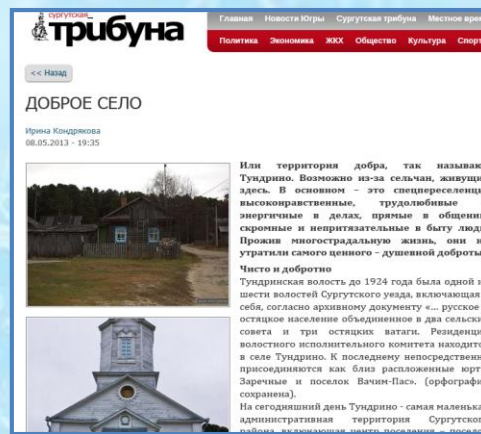 сургутская
трибуна
Главная Новости Югры Сургутская трибуна Местное
Политика Экономика ЖКХ Общество Культура Спорт
<< Назад
ДОБРОЕ СЕЛО
Ирина Кондрякова
08.05.2013 - 19:35
Или территория добра, так называю
Тундрино. Возможно из-за сельчан, живущи
здесь. В основном – это спецпереселенц
высоконравственные, трудолюбивые
энергичные в делах, прямые в общени
скромные и непритязательные в быту люд
Прожив многострадальную жизнь, они н
утратили самого ценного – душевной доброты
Чисто и добротно
Тундринская волость до 1924 года была одной и
шести волостей Сургутского уезда, включающая
себя, согласно архивному документу «... русское
остяцкое население объединенное в два сельски
совета и три остяцких ватаги. Резиденци
волостного исполнительного комитета находитс
в селе Тундрино. К последнему непосредственн
присоединяются как близ распложенные юрт
Заречные и поселок Вачим-Пас». (орфографи
сохранена).
На сегодняшний день Тундрино - самая маленька
административная территория Сургутског
района, включающая центр поселения – посело